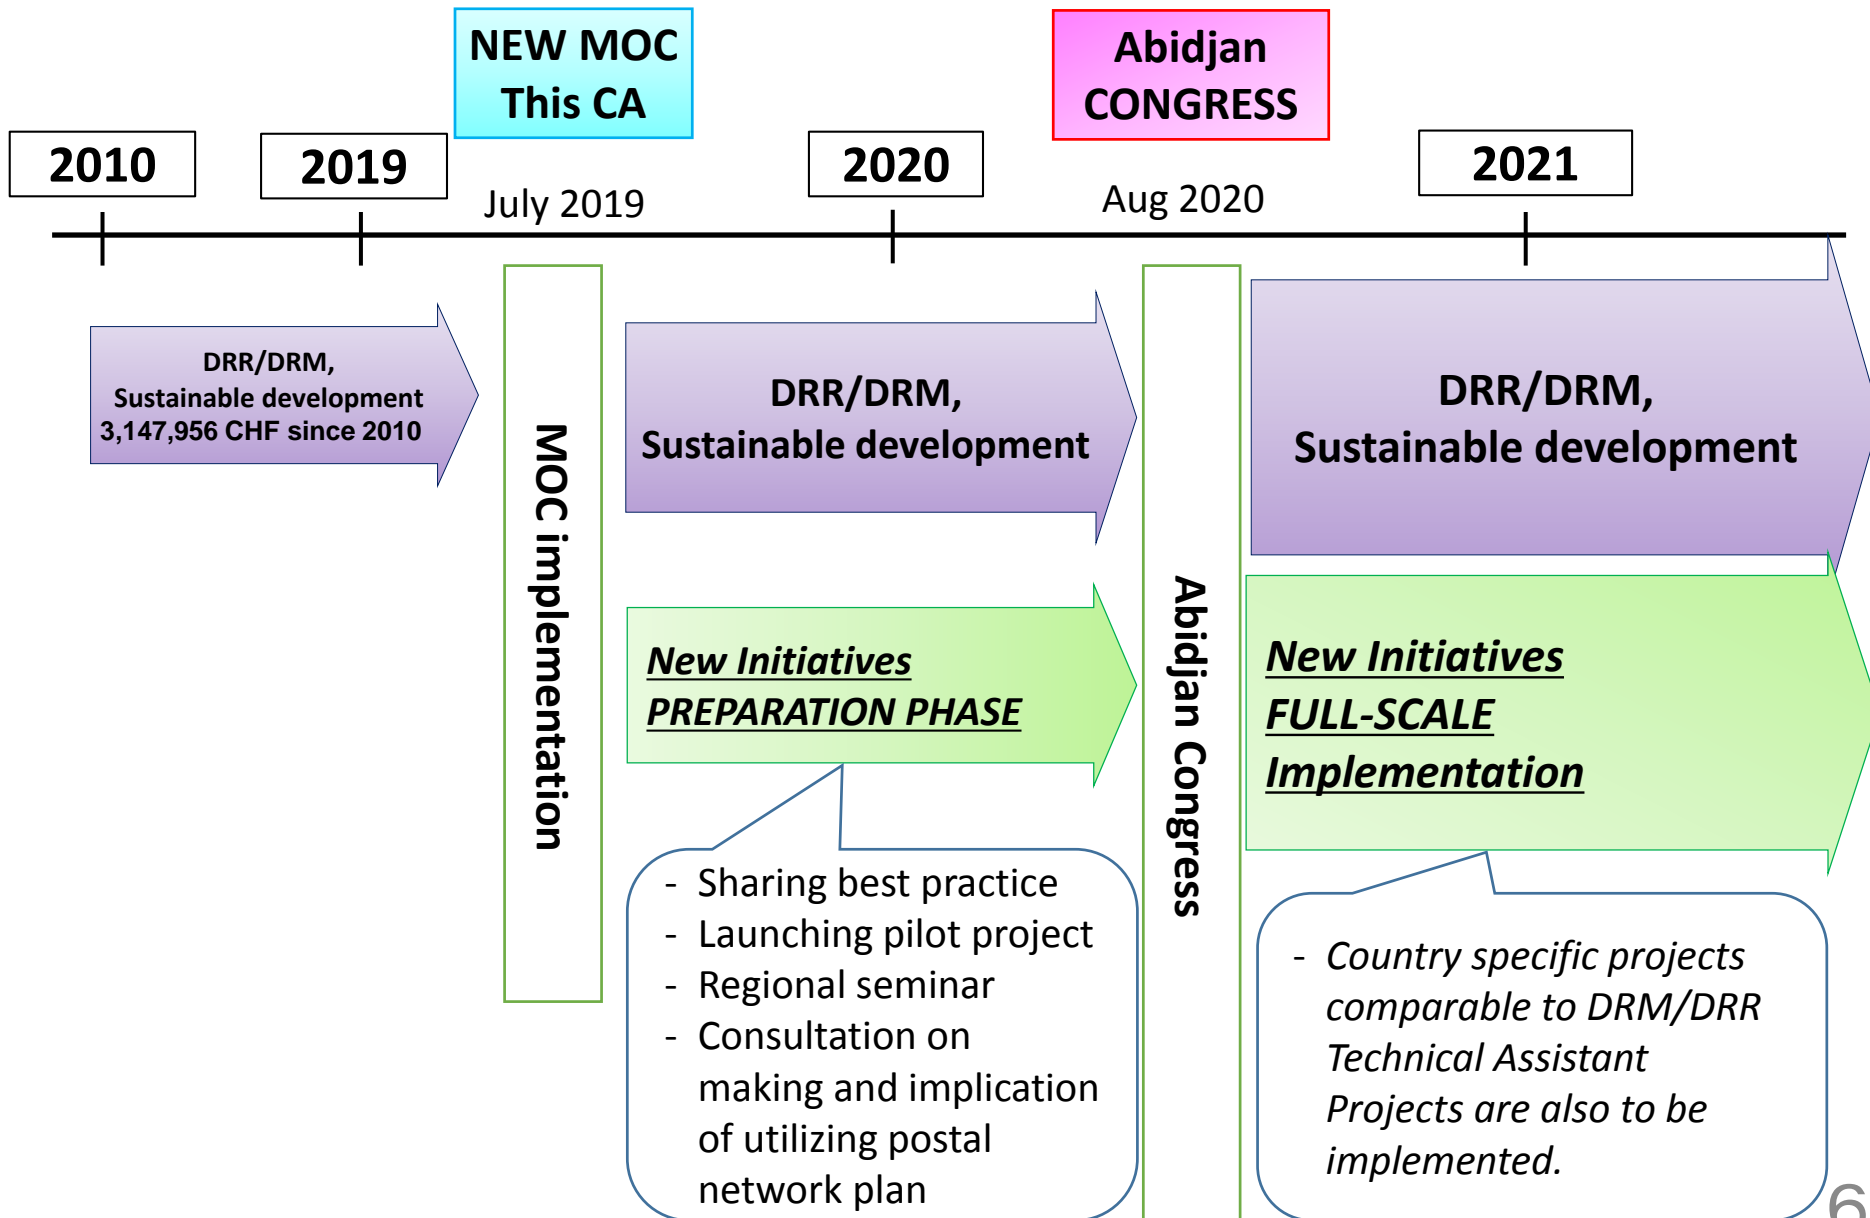 NEW MOC
This CA
Abidjan
CONGRESS
2010
2019
2020
2021
July 2019
Aug 2020
DRR/DRM,
Sustainable development
3,147,956 CHF since 2010
MOC implementation
DRR/DRM,
Sustainable development
Abidjan Congress
DRR/DRM,
Sustainable development
New Initiatives
PREPARATION PHASE
New Initiatives
FULL-SCALE
Implementation
- Sharing best practice
- Launching pilot project
- Regional seminar
- Consultation on
making and implication
of utilizing postal
network plan
- Country specific projects
comparable to DRM/DRR
Technical Assistant
Projects are also to be
implemented.
6